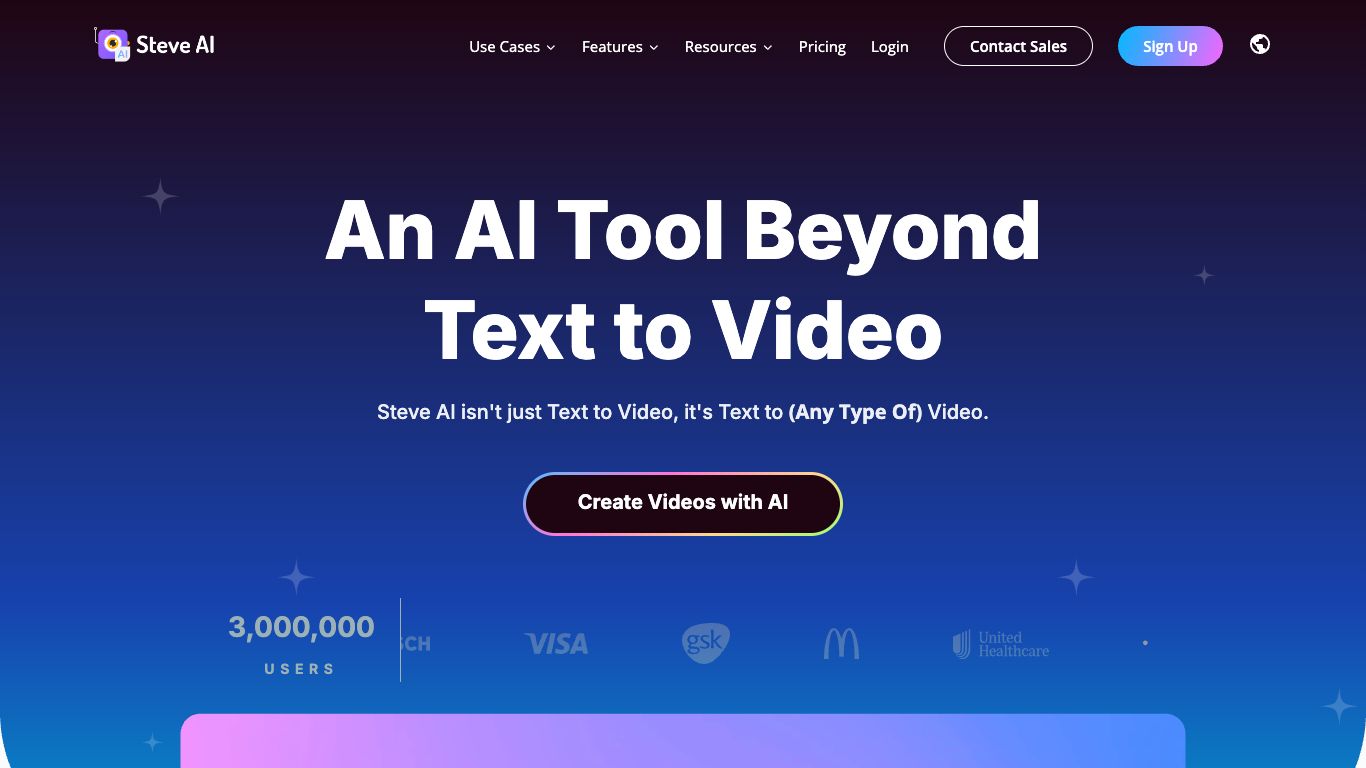 Steve AI
Use Cases
Features
Resources
Pricing
Login
Contact Sales
Sign Up
An AI Tool Beyond
Text to Video
Steve AI isn't just Text to Video, it's Text to (Any Type Of) Video.
Create Videos with AI
3,000,000
USERS
SCH
VISA
gsk
United
Healthcare